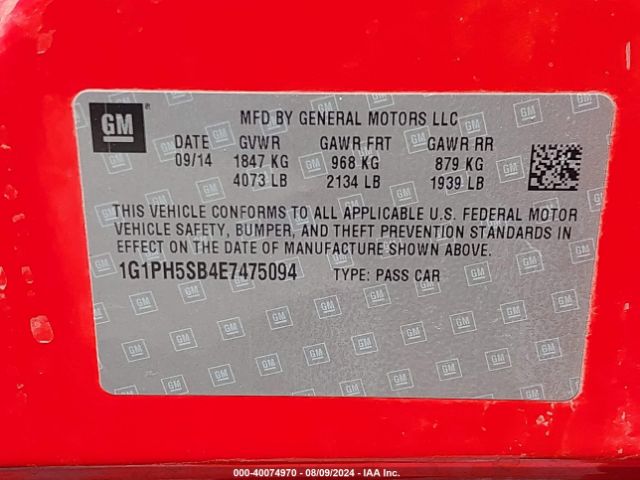 GM
MFD BY GENERAL MOTORS LLC
DATE GVWR GAWR FRT GAWR RR
09/14 1847 KG 968 KG 879 KG
4073 LB 2134 LB 1939 LB
THIS VEHICLE CONFORMS TO ALL APPLICABLE U.S. FEDERAL MOTOR
VEHICLE SAFETY, BUMPER, AND THEFT PREVENTION STANDARDS IN
EFFECT ON THE DATE OF MANUFACTURE SHOWN ABOVE.
1G1PH5SB4E7475094 TYPE: PASS CAR
000-40074970 - 08/09/2024 - IAA Inc.